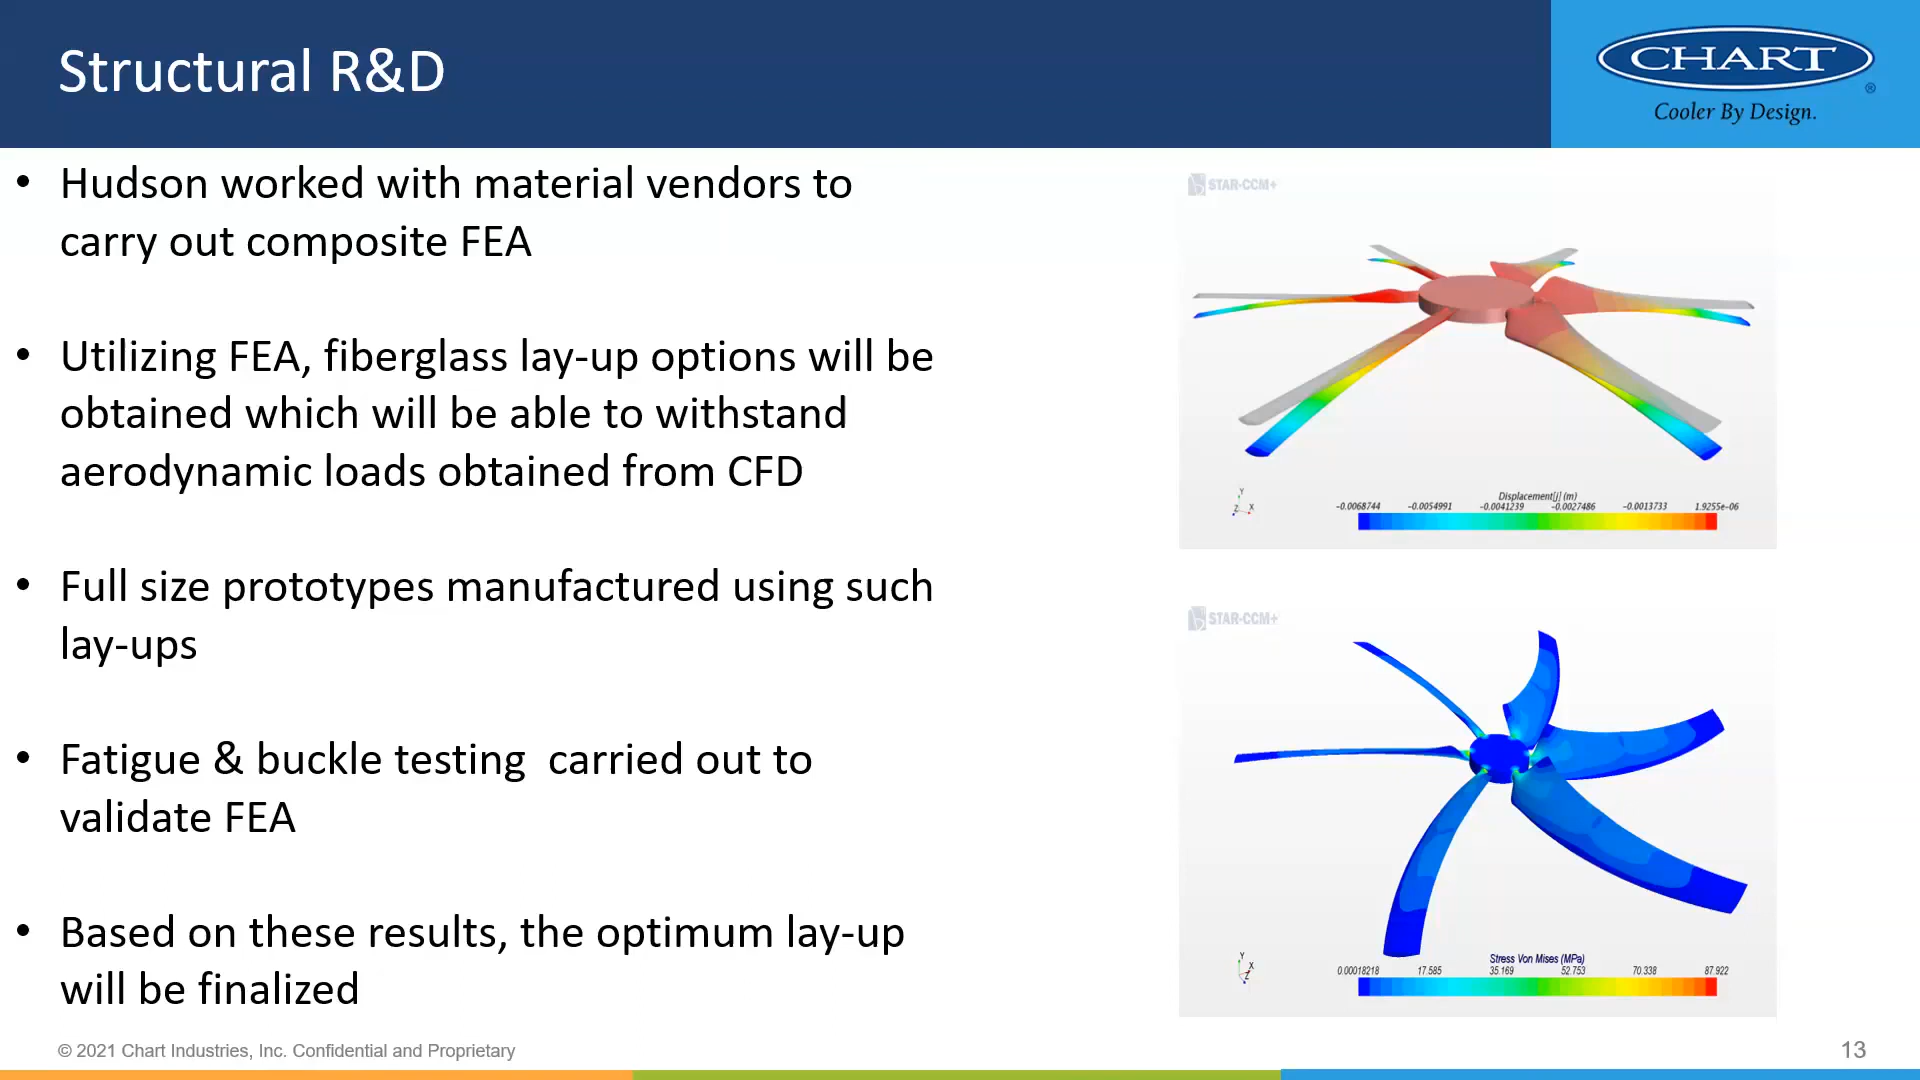 Structural R&D
CHART
®
Cooler By Design.
• Hudson worked with material vendors to
carry out composite FEA
• Utilizing FEA, fiberglass lay-up options will be
obtained which will be able to withstand
aerodynamic loads obtained from CFD
• Full size prototypes manufactured using such
lay-ups
• Fatigue & buckle testing  carried out to
validate FEA
• Based on these results, the optimum lay-up
will be finalized
STAR-CCM+
Y
Z X
Displacement[j] (m)
-0.0068744 -0.0054991 -0.0041239 -0.0027486 -0.0013733 1.9255e-06
STAR-CCM+
Y
X
Z
Stress Von Mises (MPa)
0.00018218 17.585 35.169 52.753 70.338 87.922
© 2021 Chart Industries, Inc. Confidential and Proprietary
13